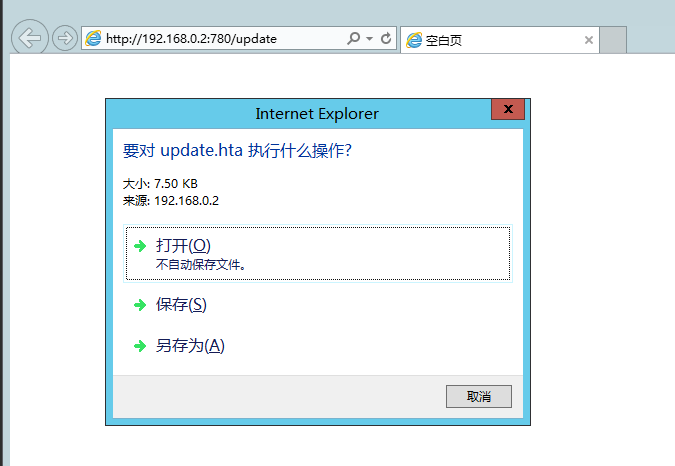 http://192.168.0.2:780/update
空白页
Internet Explorer
要对 update.hta 执行什么操作?
大小: 7.50 KB
来源: 192.168.0.2
打开(O)
不自动保存文件。
保存(S)
另存为(A)
取消